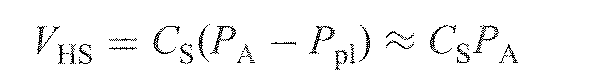 V_HS = C_S(P_A − P_pl) ≈ C_S P_A